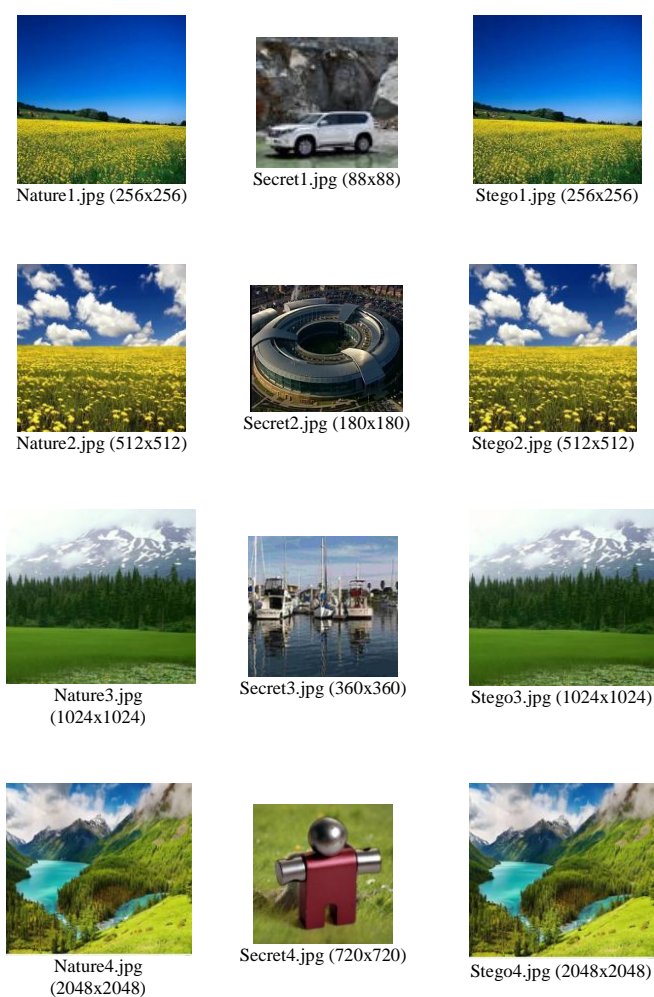 Nature1.jpg (256x256)
Secret1.jpg (88x88)
Stego1.jpg (256x256)
Nature2.jpg (512x512)
Secret2.jpg (180x180)
Stego2.jpg (512x512)
Nature3.jpg
(1024x1024)
Secret3.jpg (360x360)
Stego3.jpg (1024x1024)
Nature4.jpg
(2048x2048)
Secret4.jpg (720x720)
Stego4.jpg (2048x2048)